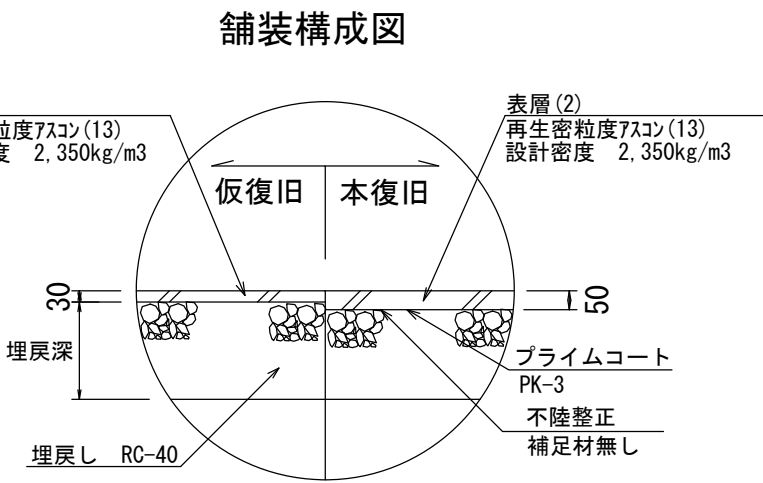 舗装構成図
粒度アスコン(13)
度 2,350kg/m3
表層(2)
再生密粒度アスコン(13)
設計密度 2,350kg/m3
仮復旧
本復旧
30
50
埋戻深
プライムコート
PK-3
不陸整正
補足材無し
埋戻し RC-40